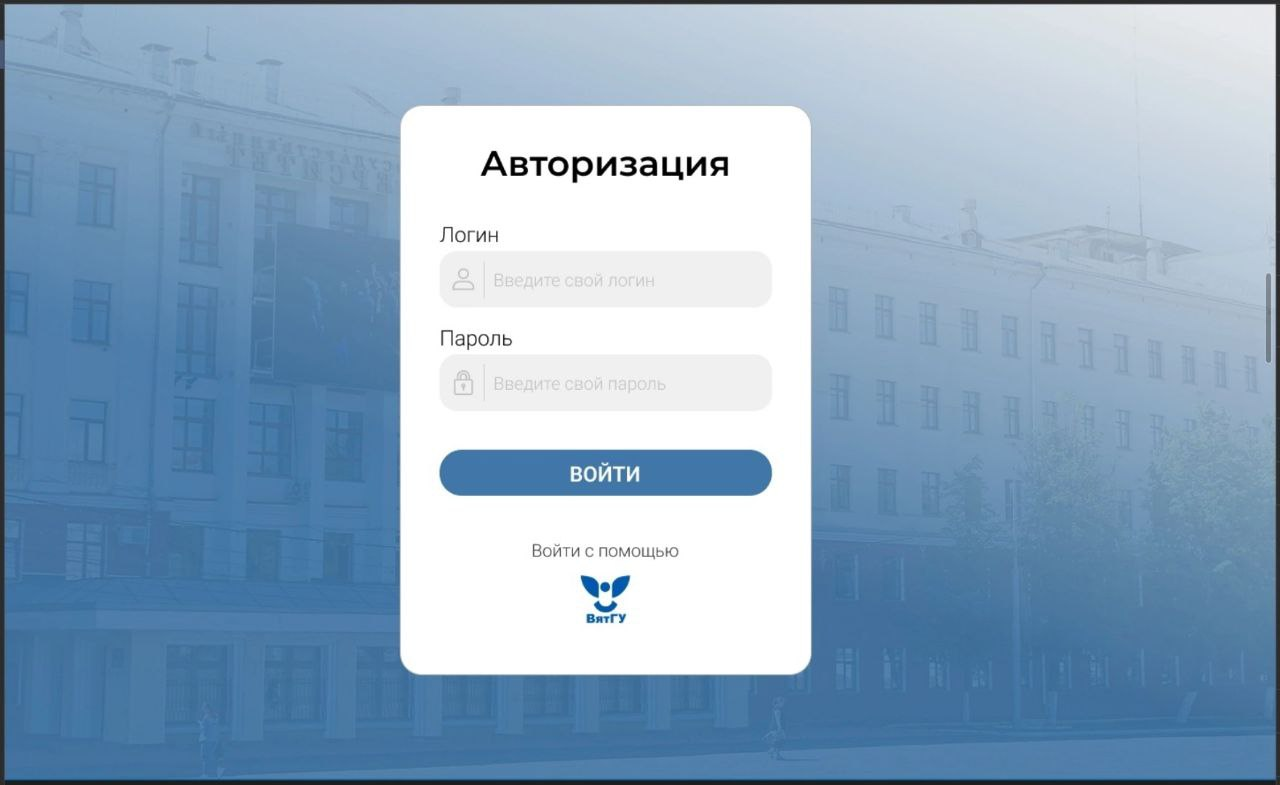 Авторизация
Логин
Введите свой логин
Пароль
Введите свой пароль
ВОЙТИ
Войти с помощью
ВятГУ